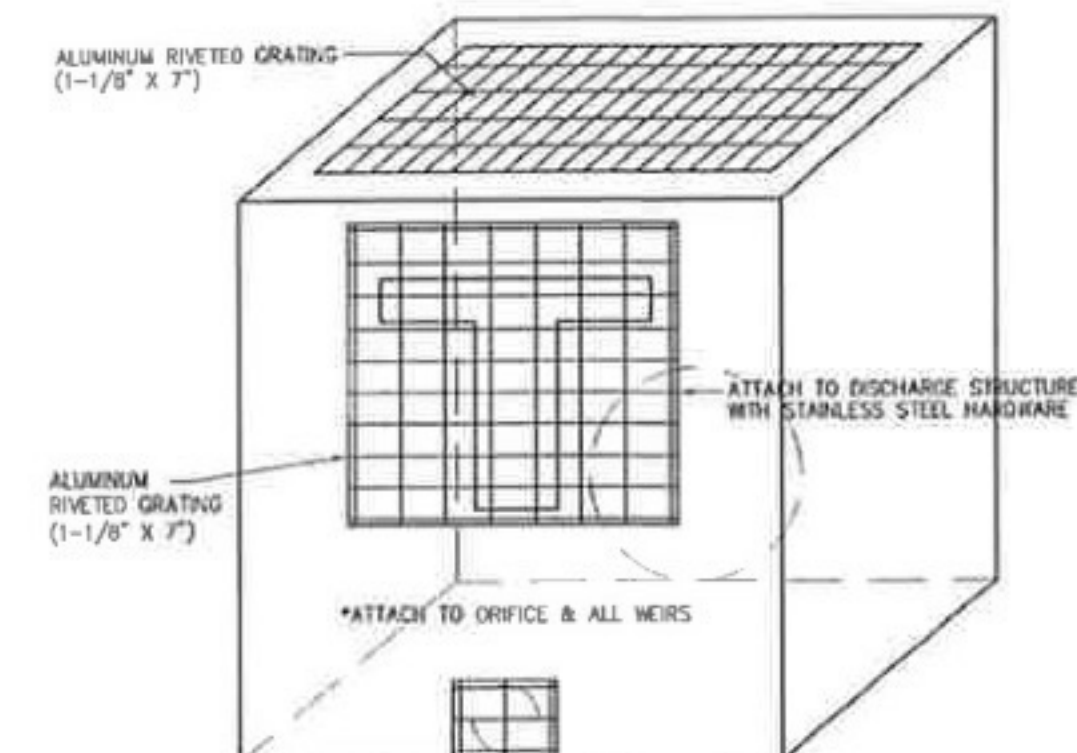 ALUMINUM RIVETED GRATING
(1-1/8" X 7")
ATTACH TO DISCHARGE STRUCTURE
WITH STAINLESS STEEL HARDWARE
ALUMINUM
RIVETED GRATING
(1-1/8" X 7")
*ATTACH TO ORIFICE & ALL WEIRS